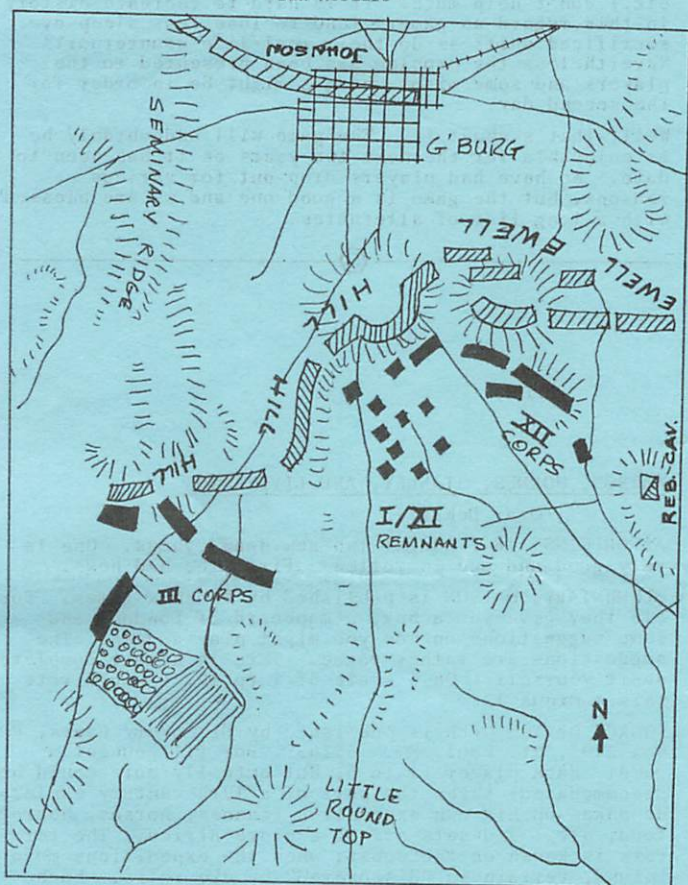 JOHNSON
G'BURG
SEMINARY RIDGE
EWELL
EWELL
HILL
HILL
HILL
XII
CORPS
REB. CAV.
I/XI
REMNANTS
III CORPS
N
LITTLE
ROUND
TOP